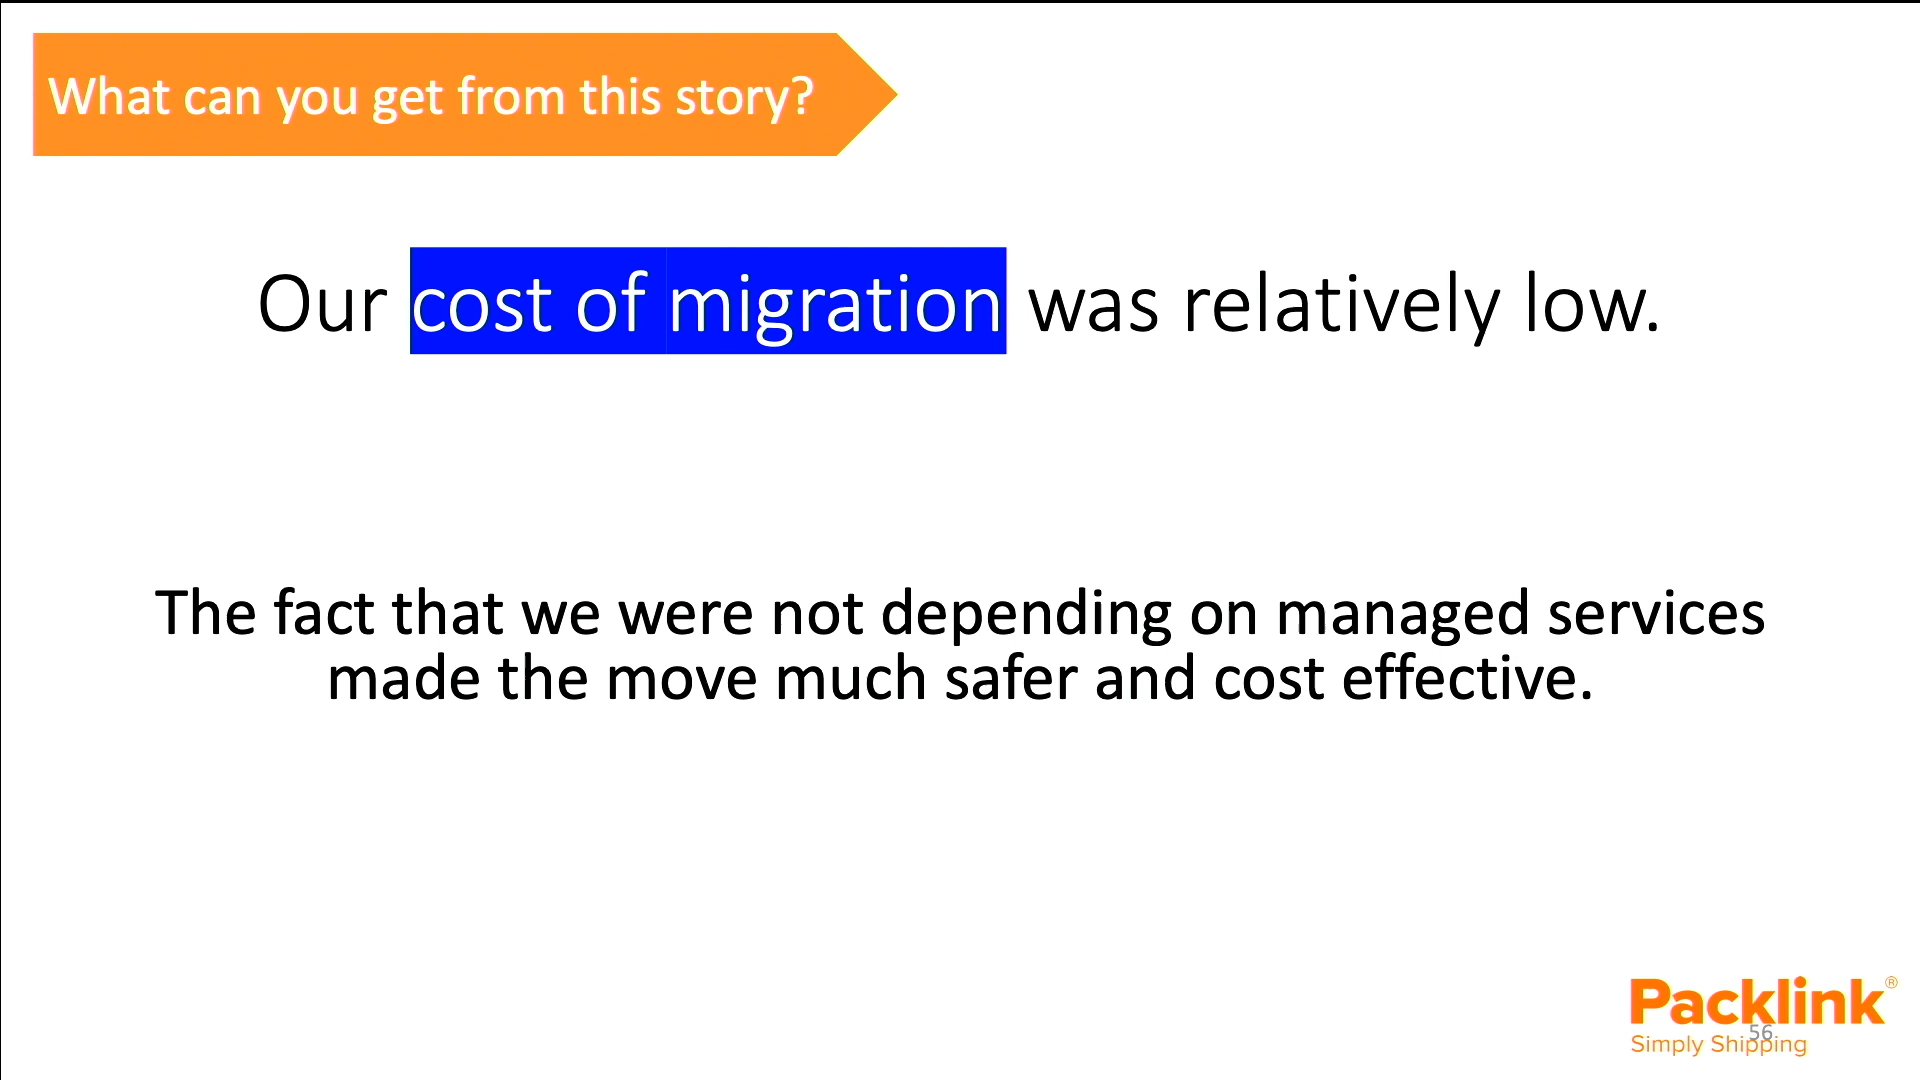 What can you get from this story?
Our cost of migration was relatively low.
The fact that we were not depending on managed services
made the move much safer and cost effective.
Packlink®
56
Simply Shipping